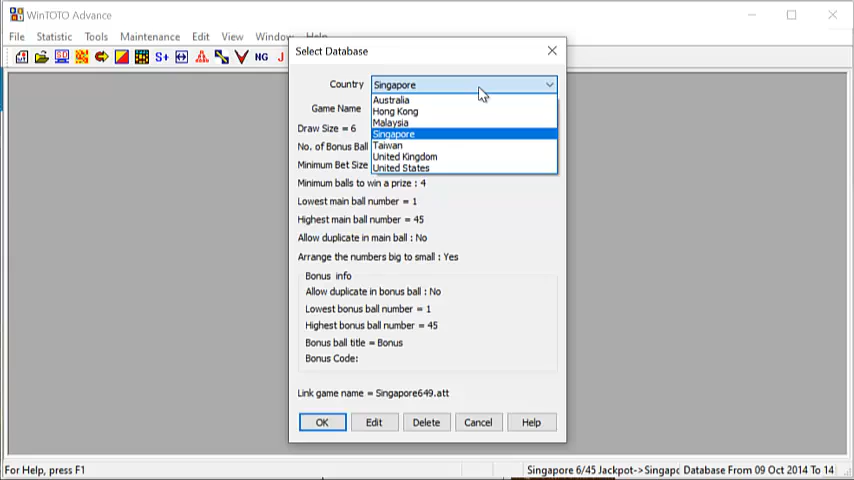 WinTOTO Advance
File Statistic Tools Maintenance Edit View Window Help
S+ NG J
Select Database
Country Singapore
Australia
Hong Kong
Malaysia
Singapore
Taiwan
United Kingdom
United States
Game Name
Draw Size = 6
No. of Bonus Ball
Minimum Bet Size
Minimum balls to win a prize : 4
Lowest main ball number = 1
Highest main ball number = 45
Allow duplicate in main ball : No
Arrange the numbers big to small : Yes
Bonus info
Allow duplicate in bonus ball : No
Lowest bonus ball number = 1
Highest bonus ball number = 45
Bonus ball title = Bonus
Bonus Code:
Link game name = Singapore649.att
OK Edit Delete Cancel Help
For Help, press F1 Singapore 6/45 Jackpot->Singapc Database From 09 Oct 2014 To 14